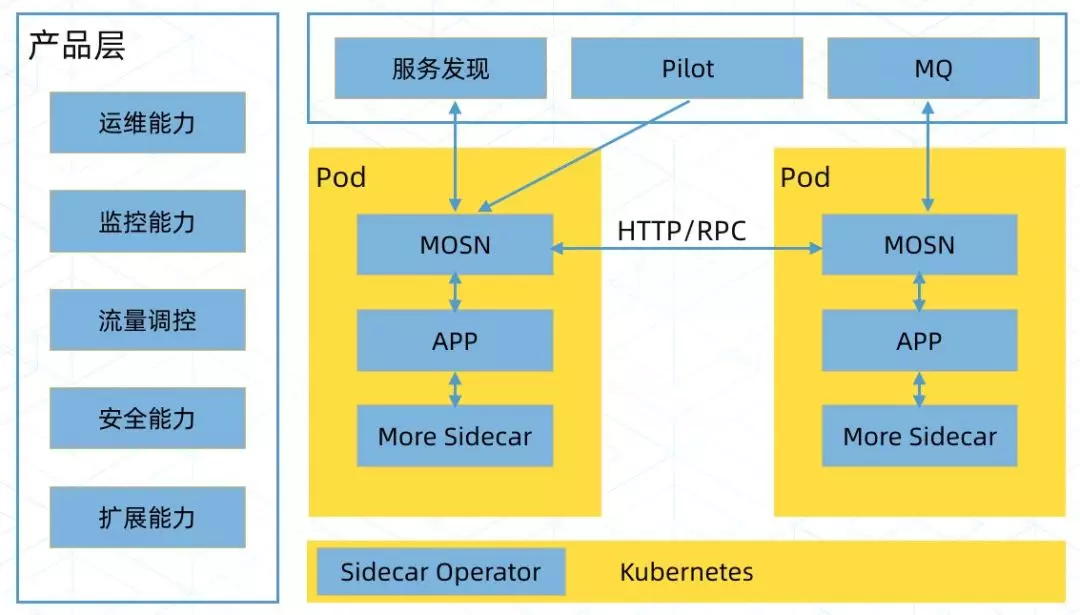 产品层
运维能力
监控能力
流量调控
安全能力
扩展能力
服务发现
Pilot
MQ
Pod
MOSN
APP
More Sidecar
HTTP/RPC
Pod
MOSN
APP
More Sidecar
Sidecar Operator
Kubernetes